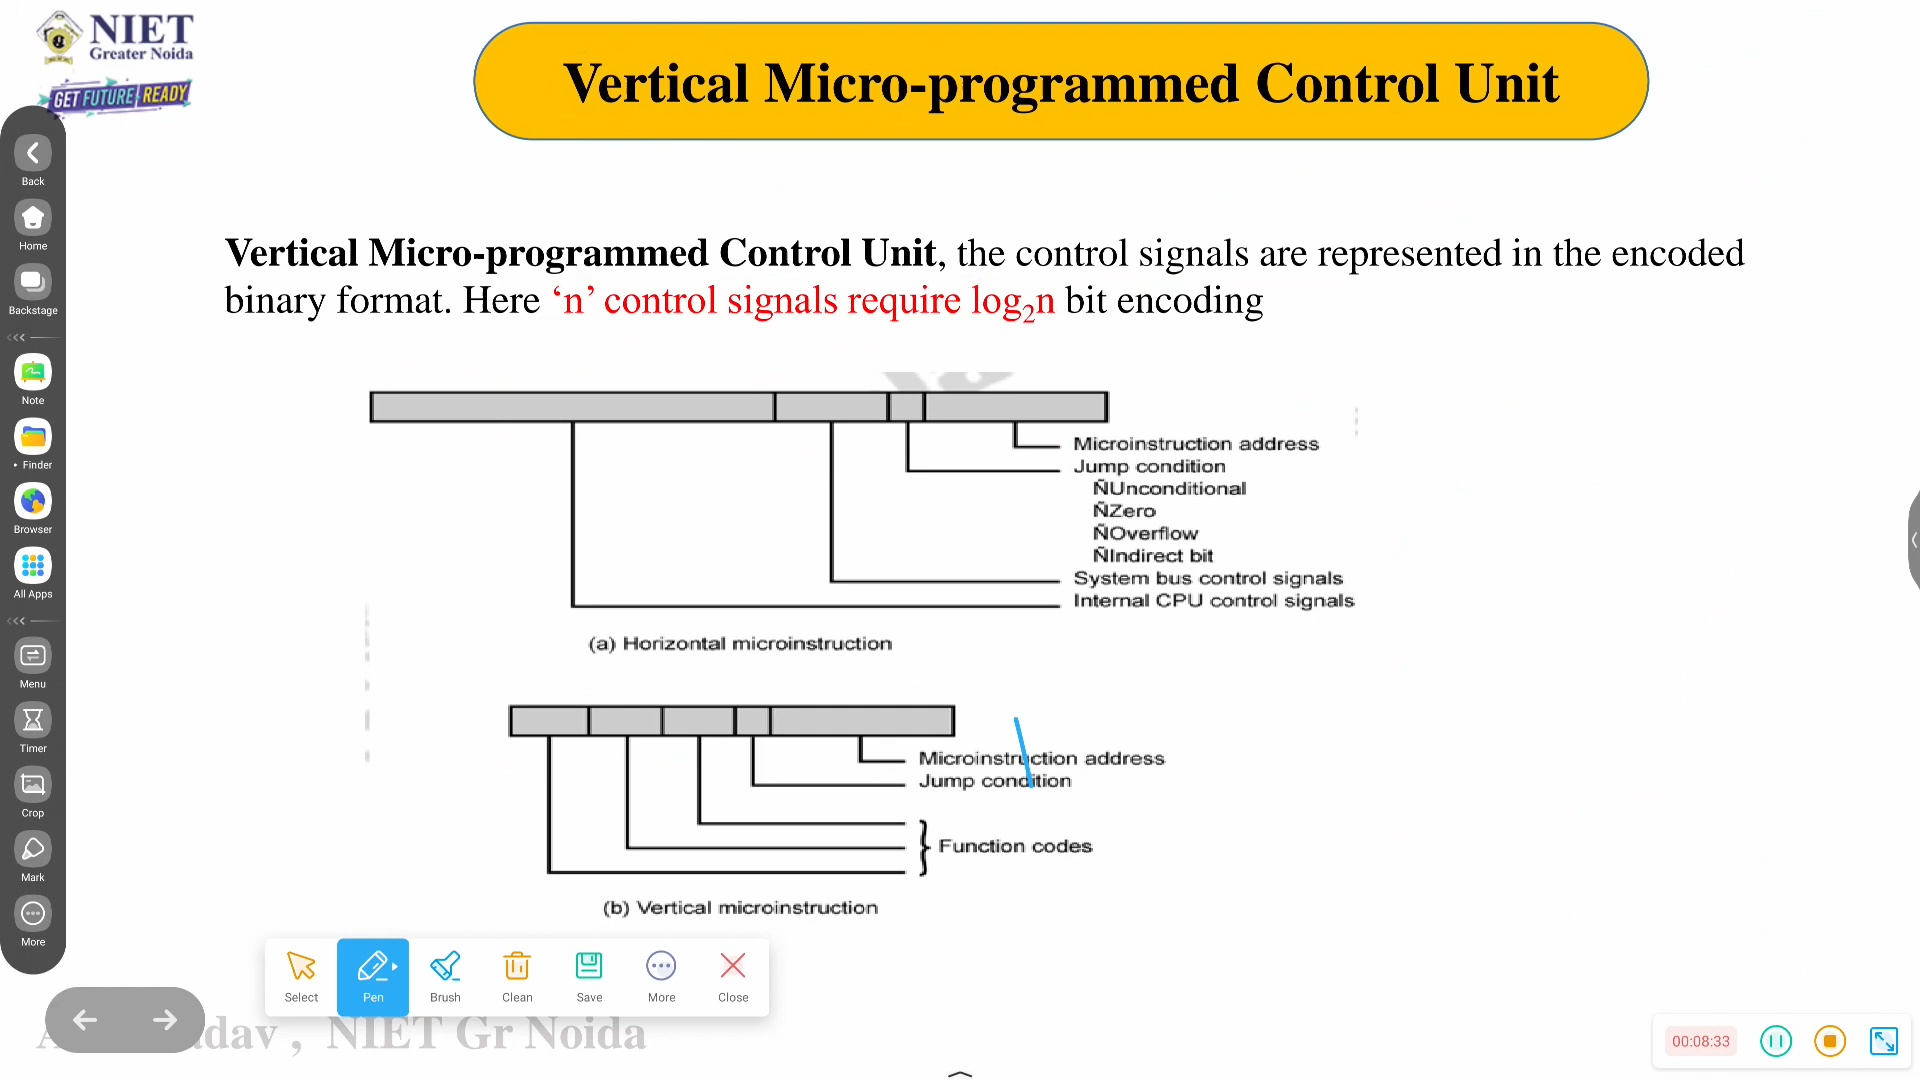 NIET
Greater Noida
GET FUTURE READY
Vertical Micro-programmed Control Unit
Back
Home
Backstage
Note
Finder
Browser
All Apps
Menu
Timer
Crop
Mark
More
Vertical Micro-programmed Control Unit, the control signals are represented in the encoded
binary format. Here ‘n’ control signals require log₂n bit encoding
Microinstruction address
Jump condition
ÑUnconditional
ÑZero
ÑOverflow
ÑIndirect bit
System bus control signals
Internal CPU control signals
(a) Horizontal microinstruction
Microinstruction address
Jump condition
Function codes
(b) Vertical microinstruction
Select
Pen
Brush
Clean
Save
More
Close
, NIET Gr Noida
00:08:33